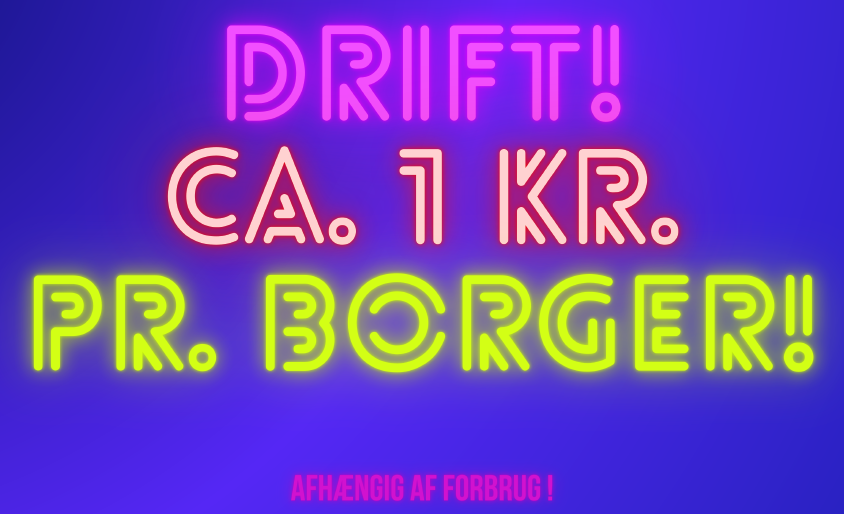 DRIFT!
CA. 1 KR.
PR. BORGER!
AFHÆNGIG AF FORBRUG !